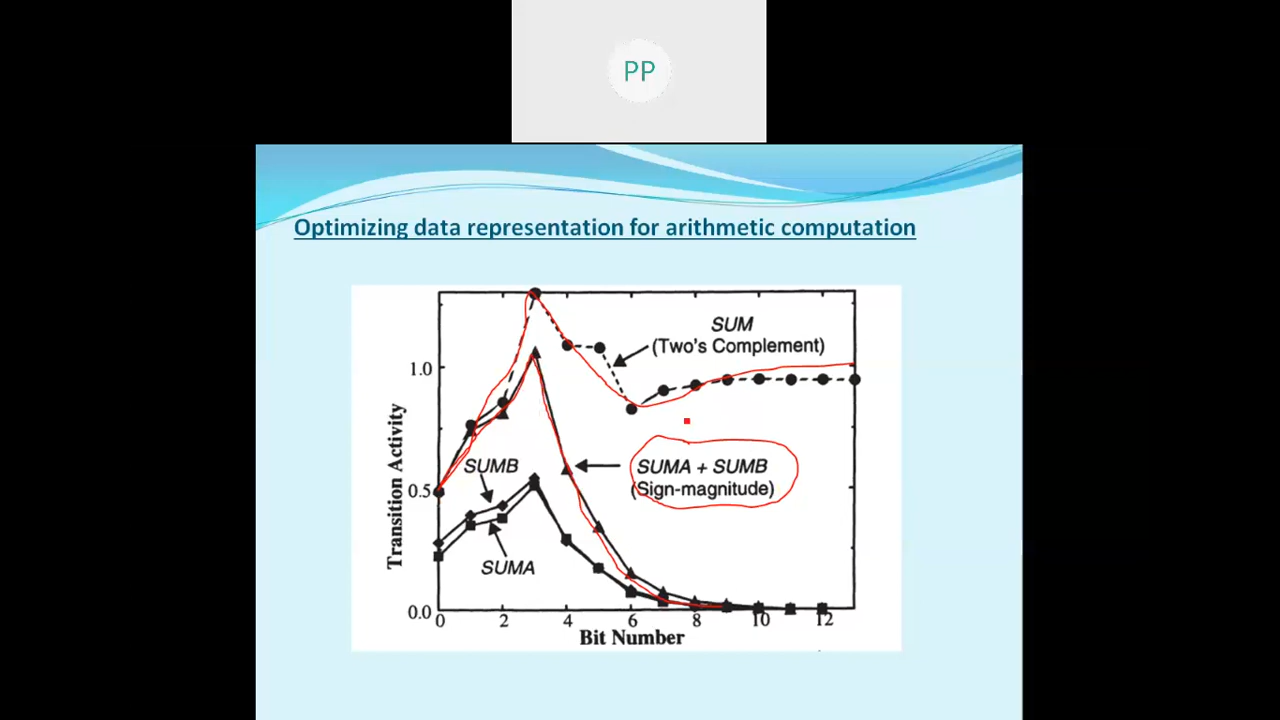 PP
Optimizing data representation for arithmetic computation
SUM
(Two's Complement)
1.0
Transition Activity
SUMB
SUMA + SUMB
(Sign-magnitude)
0.5
SUMA
0.0
0 2 4 6 8 10 12
Bit Number